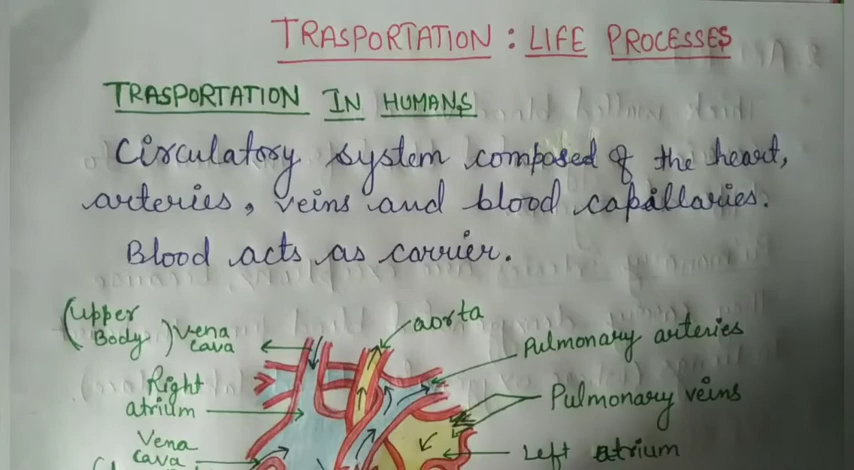 TRASPORTATION : LIFE PROCESSES
TRASPORTATION IN HUMANS
Circulatory system composed of the heart,
arteries, veins and blood capillaries.
Blood acts as carrier.
(Upper Body) Vena cava
aorta
Pulmonary arteries
Right atrium
Pulmonary veins
Vena cava
Left atrium